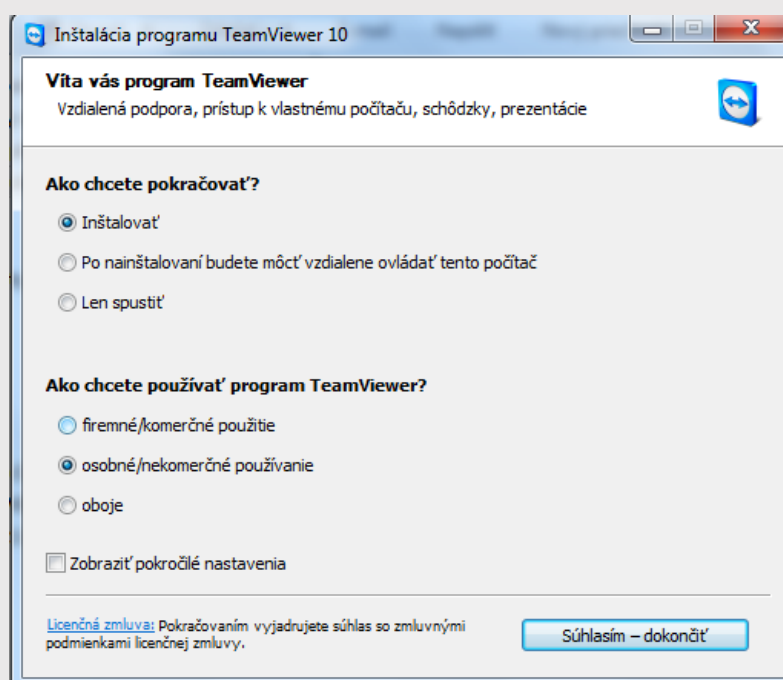 Inštalácia programu TeamViewer 10
Víta vás program TeamViewer
Vzdialená podpora, prístup k vlastnému počítaču, schôdzky, prezentácie
Ako chcete pokračovať?
Inštalovať
Po nainštalovaní budete môcť vzdialene ovládať tento počítač
Len spustiť
Ako chcete používať program TeamViewer?
firemné/komerčné použitie
osobné/nekomerčné používanie
oboje
Zobraziť pokročilé nastavenia
Licenčná zmluva: Pokračovaním vyjadrujete súhlas so zmluvnými
podmienkami licenčnej zmluvy.
Súhlasím – dokončiť